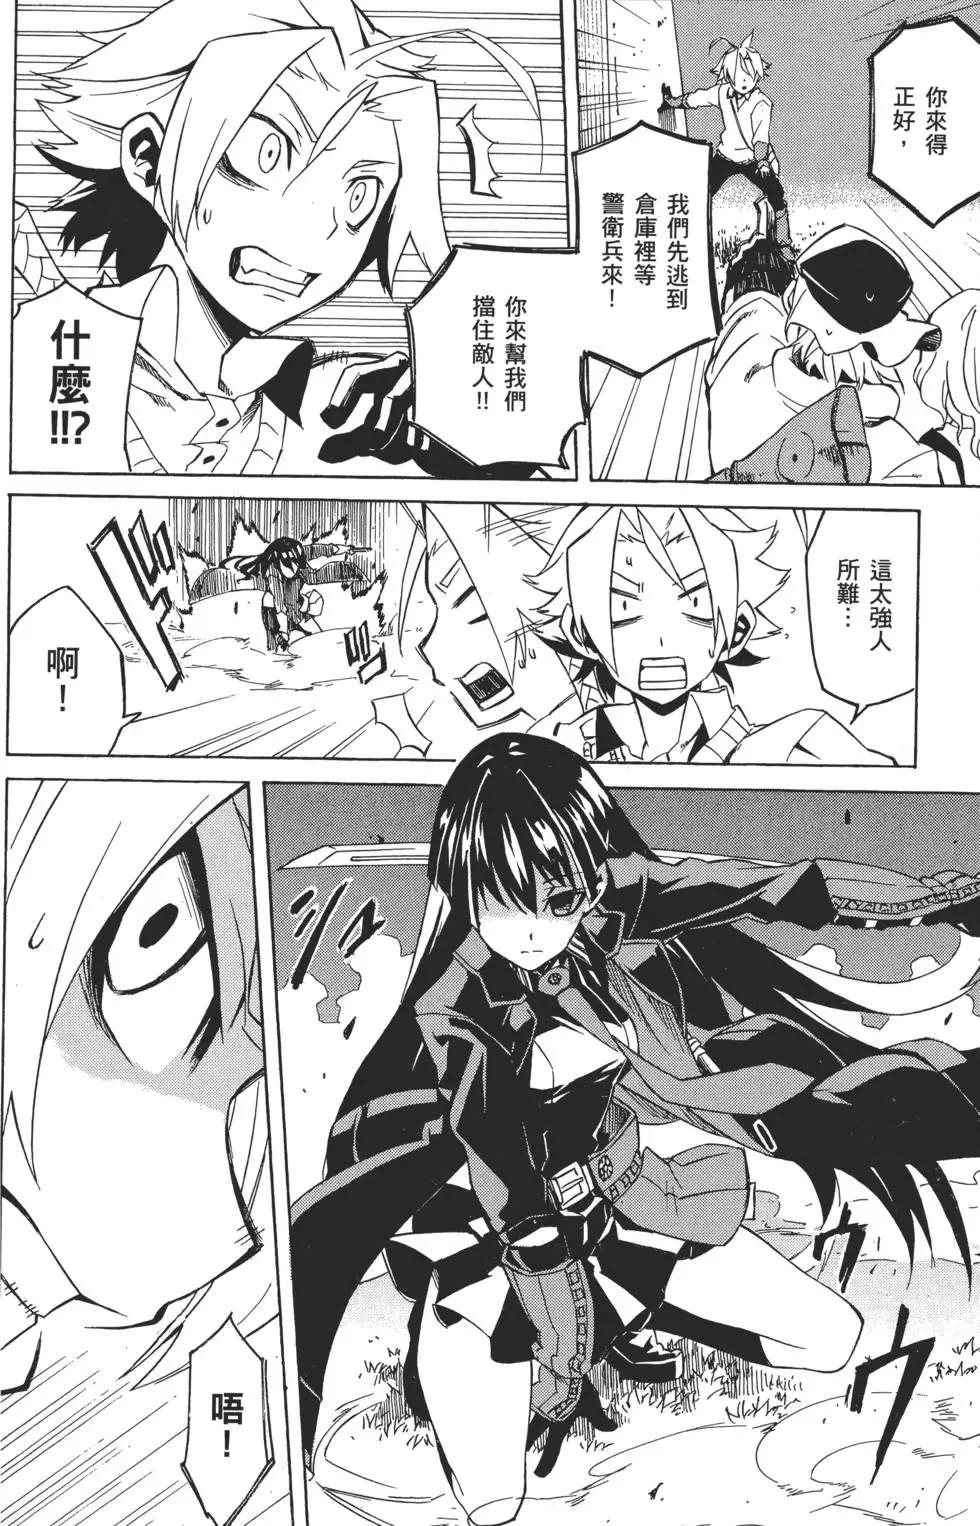 你來得
正好，
我們先逃到
倉庫裡等
警衛兵來！
你來幫我們
擋住敵人!!
什麼!!?
這太強人
所難…
啊！
唔！